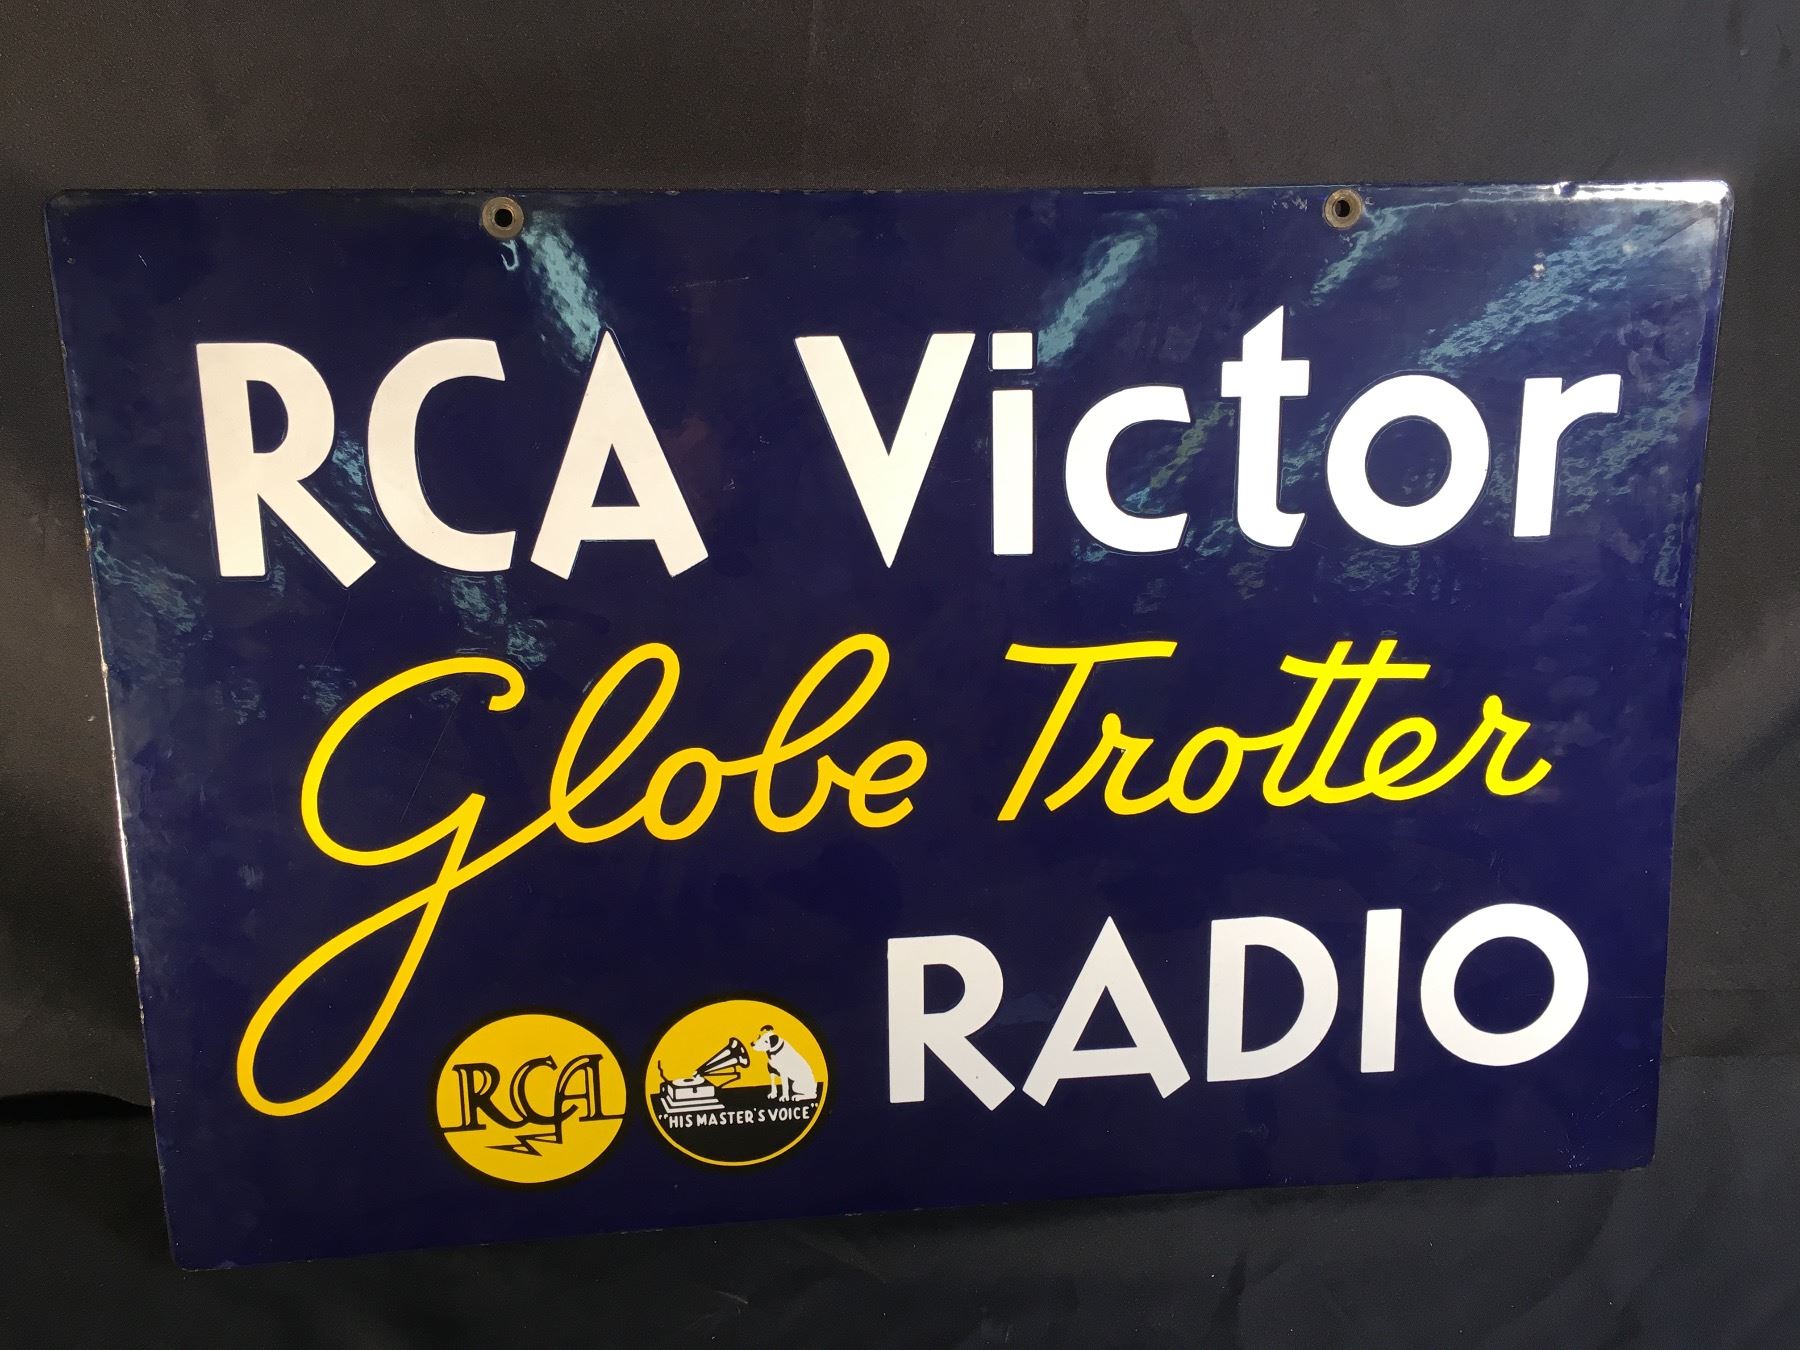 RCA Victor
Globe Trotter
RADIO
RCA
"HIS MASTER'S VOICE"